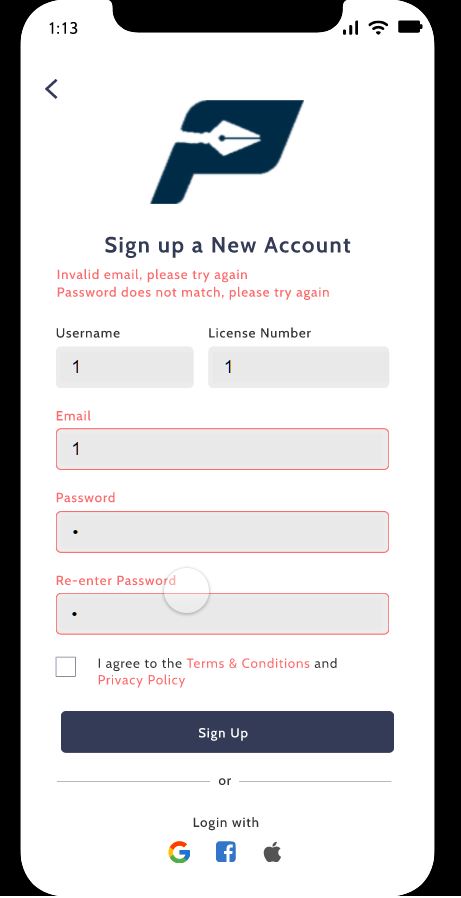 1:13
Sign up a New Account
Invalid email, please try again
Password does not match, please try again
Username License Number
1 1
Email
1
Password
•
Re-enter Password
•
I agree to the Terms & Conditions and
Privacy Policy
Sign Up
or
Login with